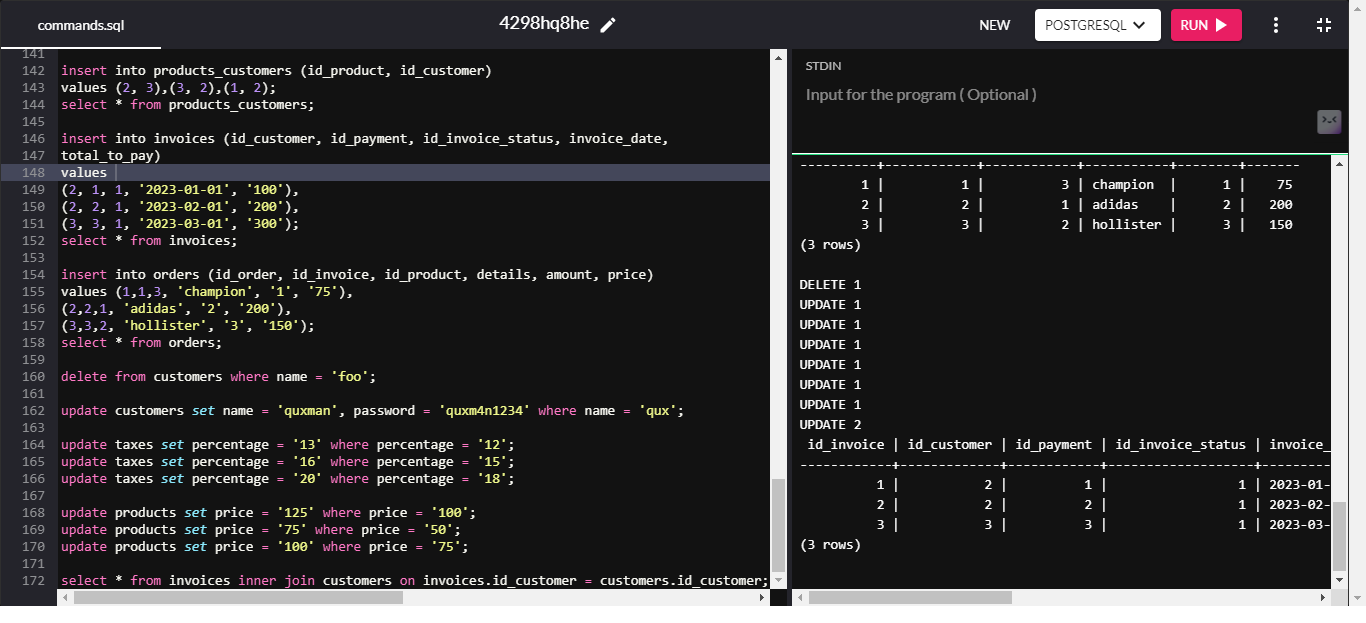 commands.sql
4298hq8he
NEW
POSTGRESQL
RUN
141
142 insert into products_customers (id_product, id_customer)
143 values (2, 3),(3, 2),(1, 2);
144 select * from products_customers;
145
146 insert into invoices (id_customer, id_payment, id_invoice_status, invoice_date,
147 total_to_pay)
148 values
149 (2, 1, 1, '2023-01-01', '100'),
150 (2, 2, 1, '2023-02-01', '200'),
151 (3, 3, 1, '2023-03-01', '300');
152 select * from invoices;
153
154 insert into orders (id_order, id_invoice, id_product, details, amount, price)
155 values (1,1,3, 'champion', '1', '75'),
156 (2,2,1, 'adidas', '2', '200'),
157 (3,3,2, 'hollister', '3', '150');
158 select * from orders;
159
160 delete from customers where name = 'foo';
161
162 update customers set name = 'quxman', password = 'quxm4n1234' where name = 'qux';
163
164 update taxes set percentage = '13' where percentage = '12';
165 update taxes set percentage = '16' where percentage = '15';
166 update taxes set percentage = '20' where percentage = '18';
167
168 update products set price = '125' where price = '100';
169 update products set price = '75' where price = '50';
170 update products set price = '100' where price = '75';
171
172 select * from invoices inner join customers on invoices.id_customer = customers.id_customer;
STDIN
Input for the program ( Optional )
----------+------------+------------+-----------+--------+-------
1 | 1 | 3 | champion | 1 | 75
2 | 2 | 1 | adidas | 2 | 200
3 | 3 | 2 | hollister | 3 | 150
(3 rows)
DELETE 1
UPDATE 1
UPDATE 1
UPDATE 1
UPDATE 1
UPDATE 1
UPDATE 1
UPDATE 2
id_invoice | id_customer | id_payment | id_invoice_status | invoice_
------------+-------------+------------+-------------------+---------
1 | 2 | 1 | 1 | 2023-01-
2 | 2 | 2 | 1 | 2023-02-
3 | 3 | 3 | 1 | 2023-03-
(3 rows)